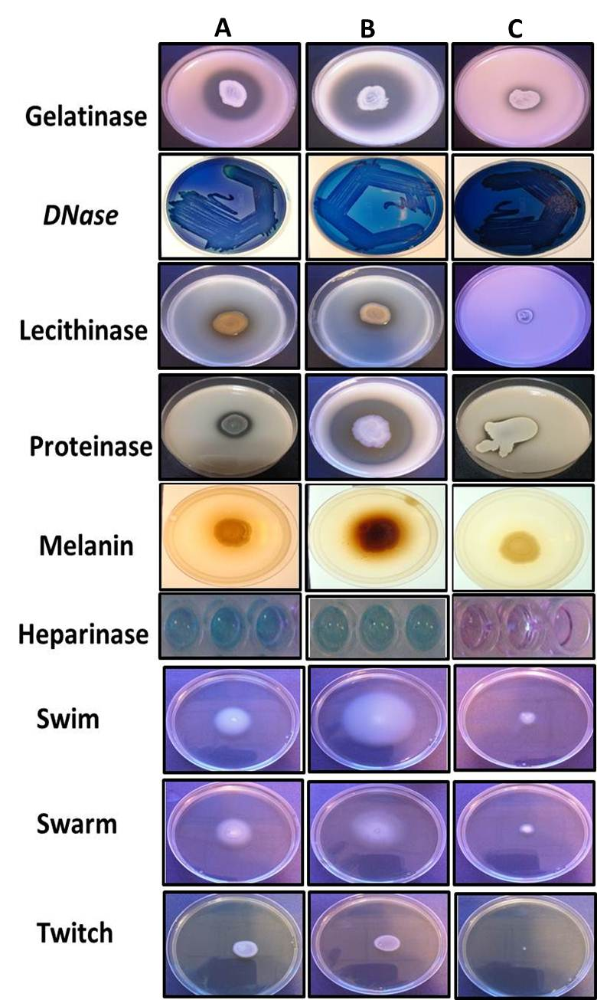 A B C
Gelatinase
DNase
Lecithinase
Proteinase
Melanin
Heparinase
Swim
Swarm
Twitch